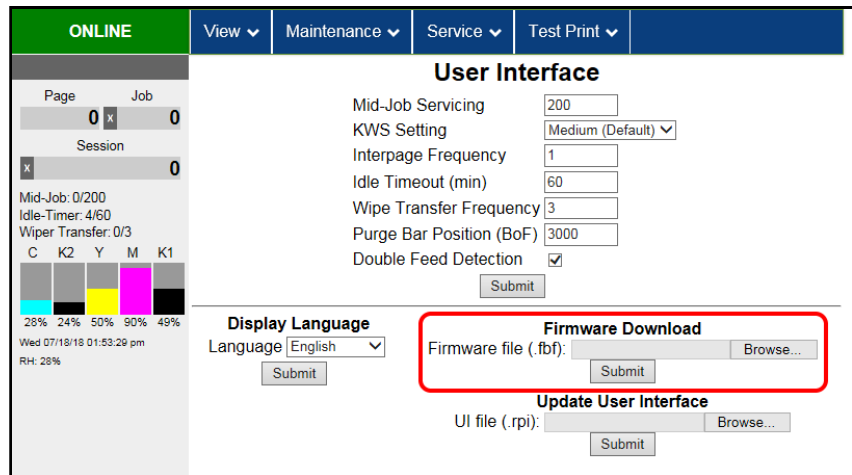 ONLINE
View Maintenance Service Test Print
Page Job
0 x 0
Session
x 0
Mid-Job: 0/200
Idle-Timer: 4/60
Wiper Transfer: 0/3
C K2 Y M K1
28% 24% 50% 90% 49%
Wed 07/18/18 01:53:29 pm
RH: 28%
User Interface
Mid-Job Servicing 200
KWS Setting Medium (Default)
Interpage Frequency 1
Idle Timeout (min) 60
Wipe Transfer Frequency 3
Purge Bar Position (BoF) 3000
Double Feed Detection
Submit
Display Language
Language English
Submit
Firmware Download
Firmware file (.fbf): Browse...
Submit
Update User Interface
UI file (.rpi): Browse...
Submit